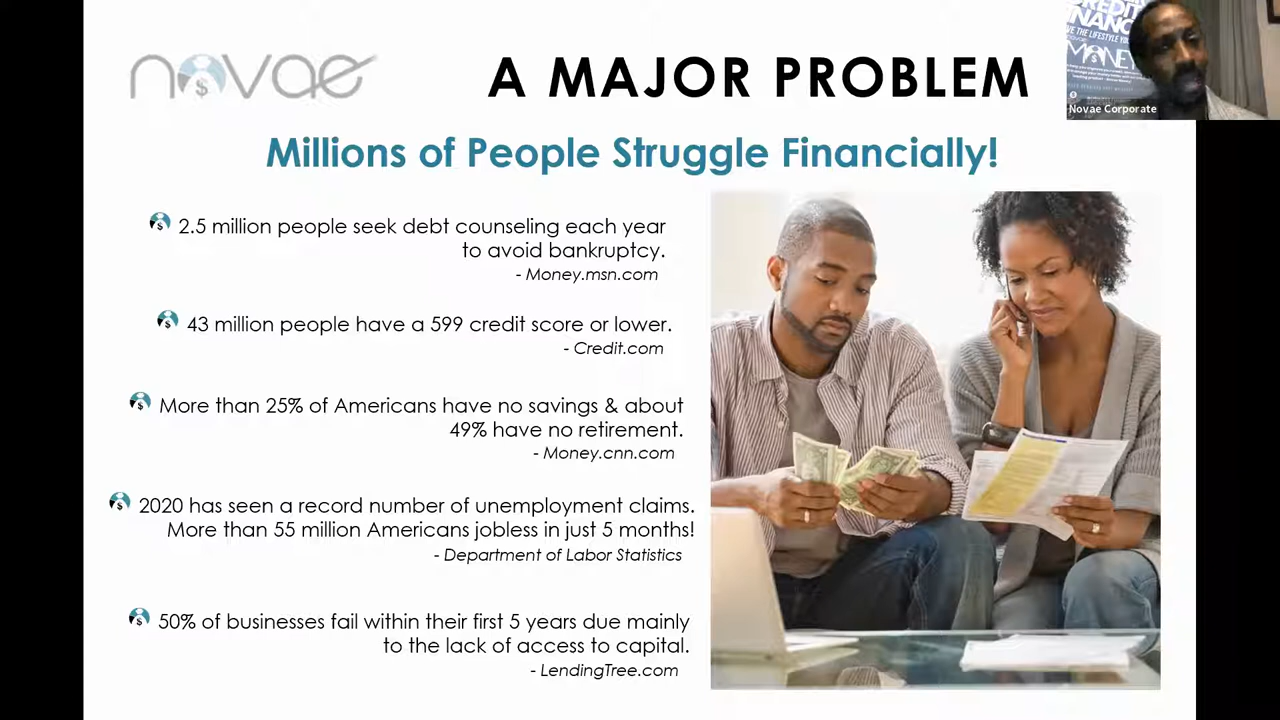 novae
A MAJOR PROBLEM
Millions of People Struggle Financially!
2.5 million people seek debt counseling each year
to avoid bankruptcy.
- Money.msn.com
43 million people have a 599 credit score or lower.
- Credit.com
More than 25% of Americans have no savings & about
49% have no retirement.
- Money.cnn.com
2020 has seen a record number of unemployment claims.
More than 55 million Americans jobless in just 5 months!
- Department of Labor Statistics
50% of businesses fail within their first 5 years due mainly
to the lack of access to capital.
- LendingTree.com
MONEY
Novae Corporate